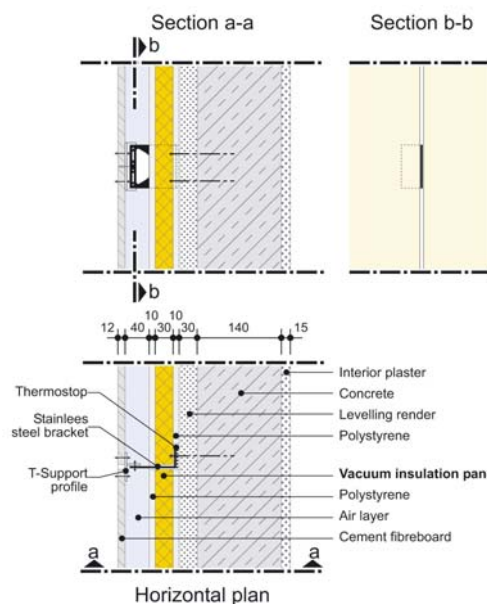 Section a-a
Section b-b
b
b
10 10
12 40 30 30 140 15
Interior plaster
Thermostop
Concrete
Stainlees
steel bracket
Levelling render
Polystyrene
T-Support
profile
Vacuum insulation pan
Polystyrene
Air layer
Cement fibreboard
a
a
Horizontal plan